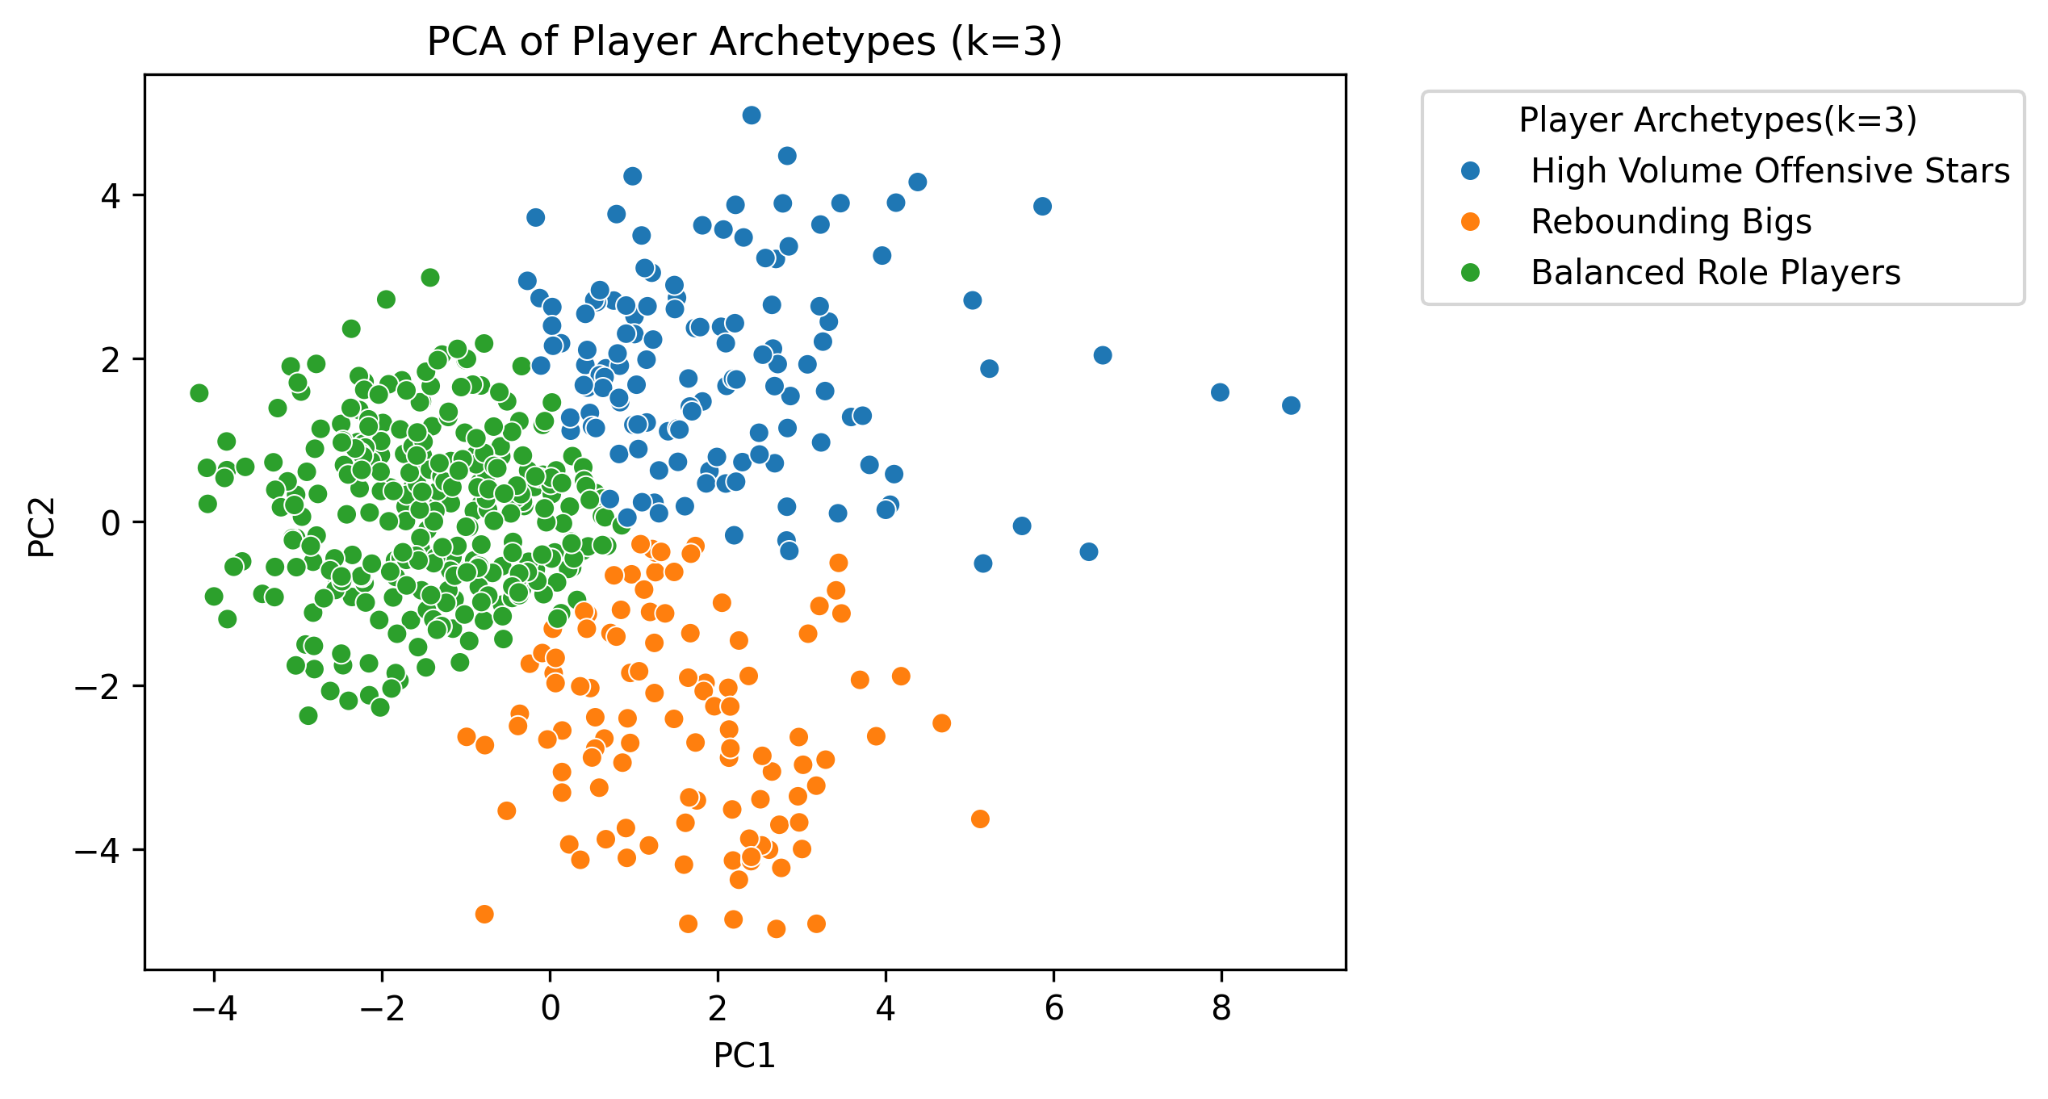 PCA of Player Archetypes (k=3)
Player Archetypes(k=3)
High Volume Offensive Stars
Rebounding Bigs
Balanced Role Players
PC2
4
2
0
−2
−4
−4 −2 0 2 4 6 8
PC1